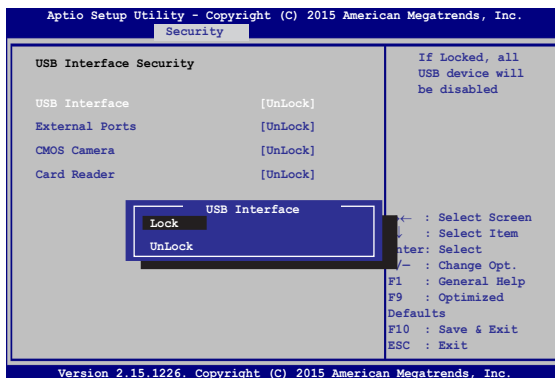 Aptio Setup Utility - Copyright (C) 2015 American Megatrends, Inc.
Security
USB Interface Security
USB Interface [UnLock]
External Ports [UnLock]
CMOS Camera [UnLock]
Card Reader [UnLock]
USB Interface
Lock
UnLock
If Locked, all
USB device will
be disabled
← : Select Screen
↓ : Select Item
nter: Select
/— : Change Opt.
F1 : General Help
F9 : Optimized
Defaults
F10 : Save & Exit
ESC : Exit
Version 2.15.1226. Copyright (C) 2015 American Megatrends, Inc.